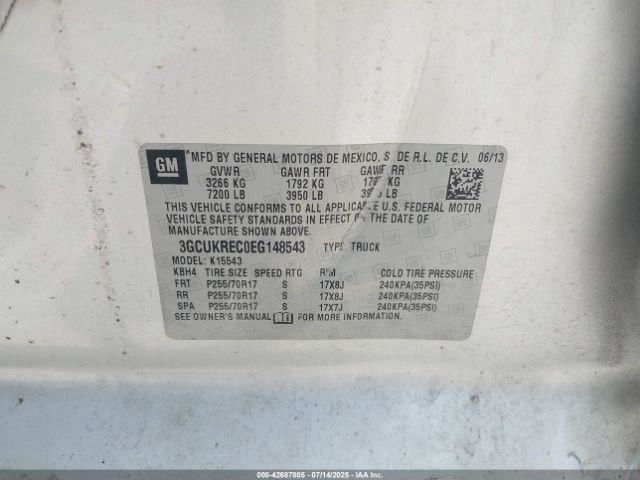 GM
MFD BY GENERAL MOTORS DE MEXICO, S DE R.L. DE C.V. 06/13
GVWR GAWR FRT GAWR RR
3266 KG 1792 KG KG
7200 LB 3950 LB LB
THIS VEHICLE CONFORMS TO ALL APPLICABLE U.S. FEDERAL MOTOR
VEHICLE SAFETY STANDARDS IN EFFECT ON THE DATE OF
MANUFACTURE SHOWN ABOVE.
3GCUKREC0EG148543 TYPE: TRUCK
MODEL: K15543
KBH4 TIRE SIZE SPEED RTG RIM COLD TIRE PRESSURE
FRT P255/70R17 S 17X8J 240KPA(35PSI)
RR P255/70R17 S 17X8J 240KPA(35PSI)
SPA P255/70R17 S 17X7J 240KPA(35PSI)
SEE OWNER'S MANUAL FOR MORE INFORMATION.
000-42687805 - 07/14/2025 - IAAI.CA